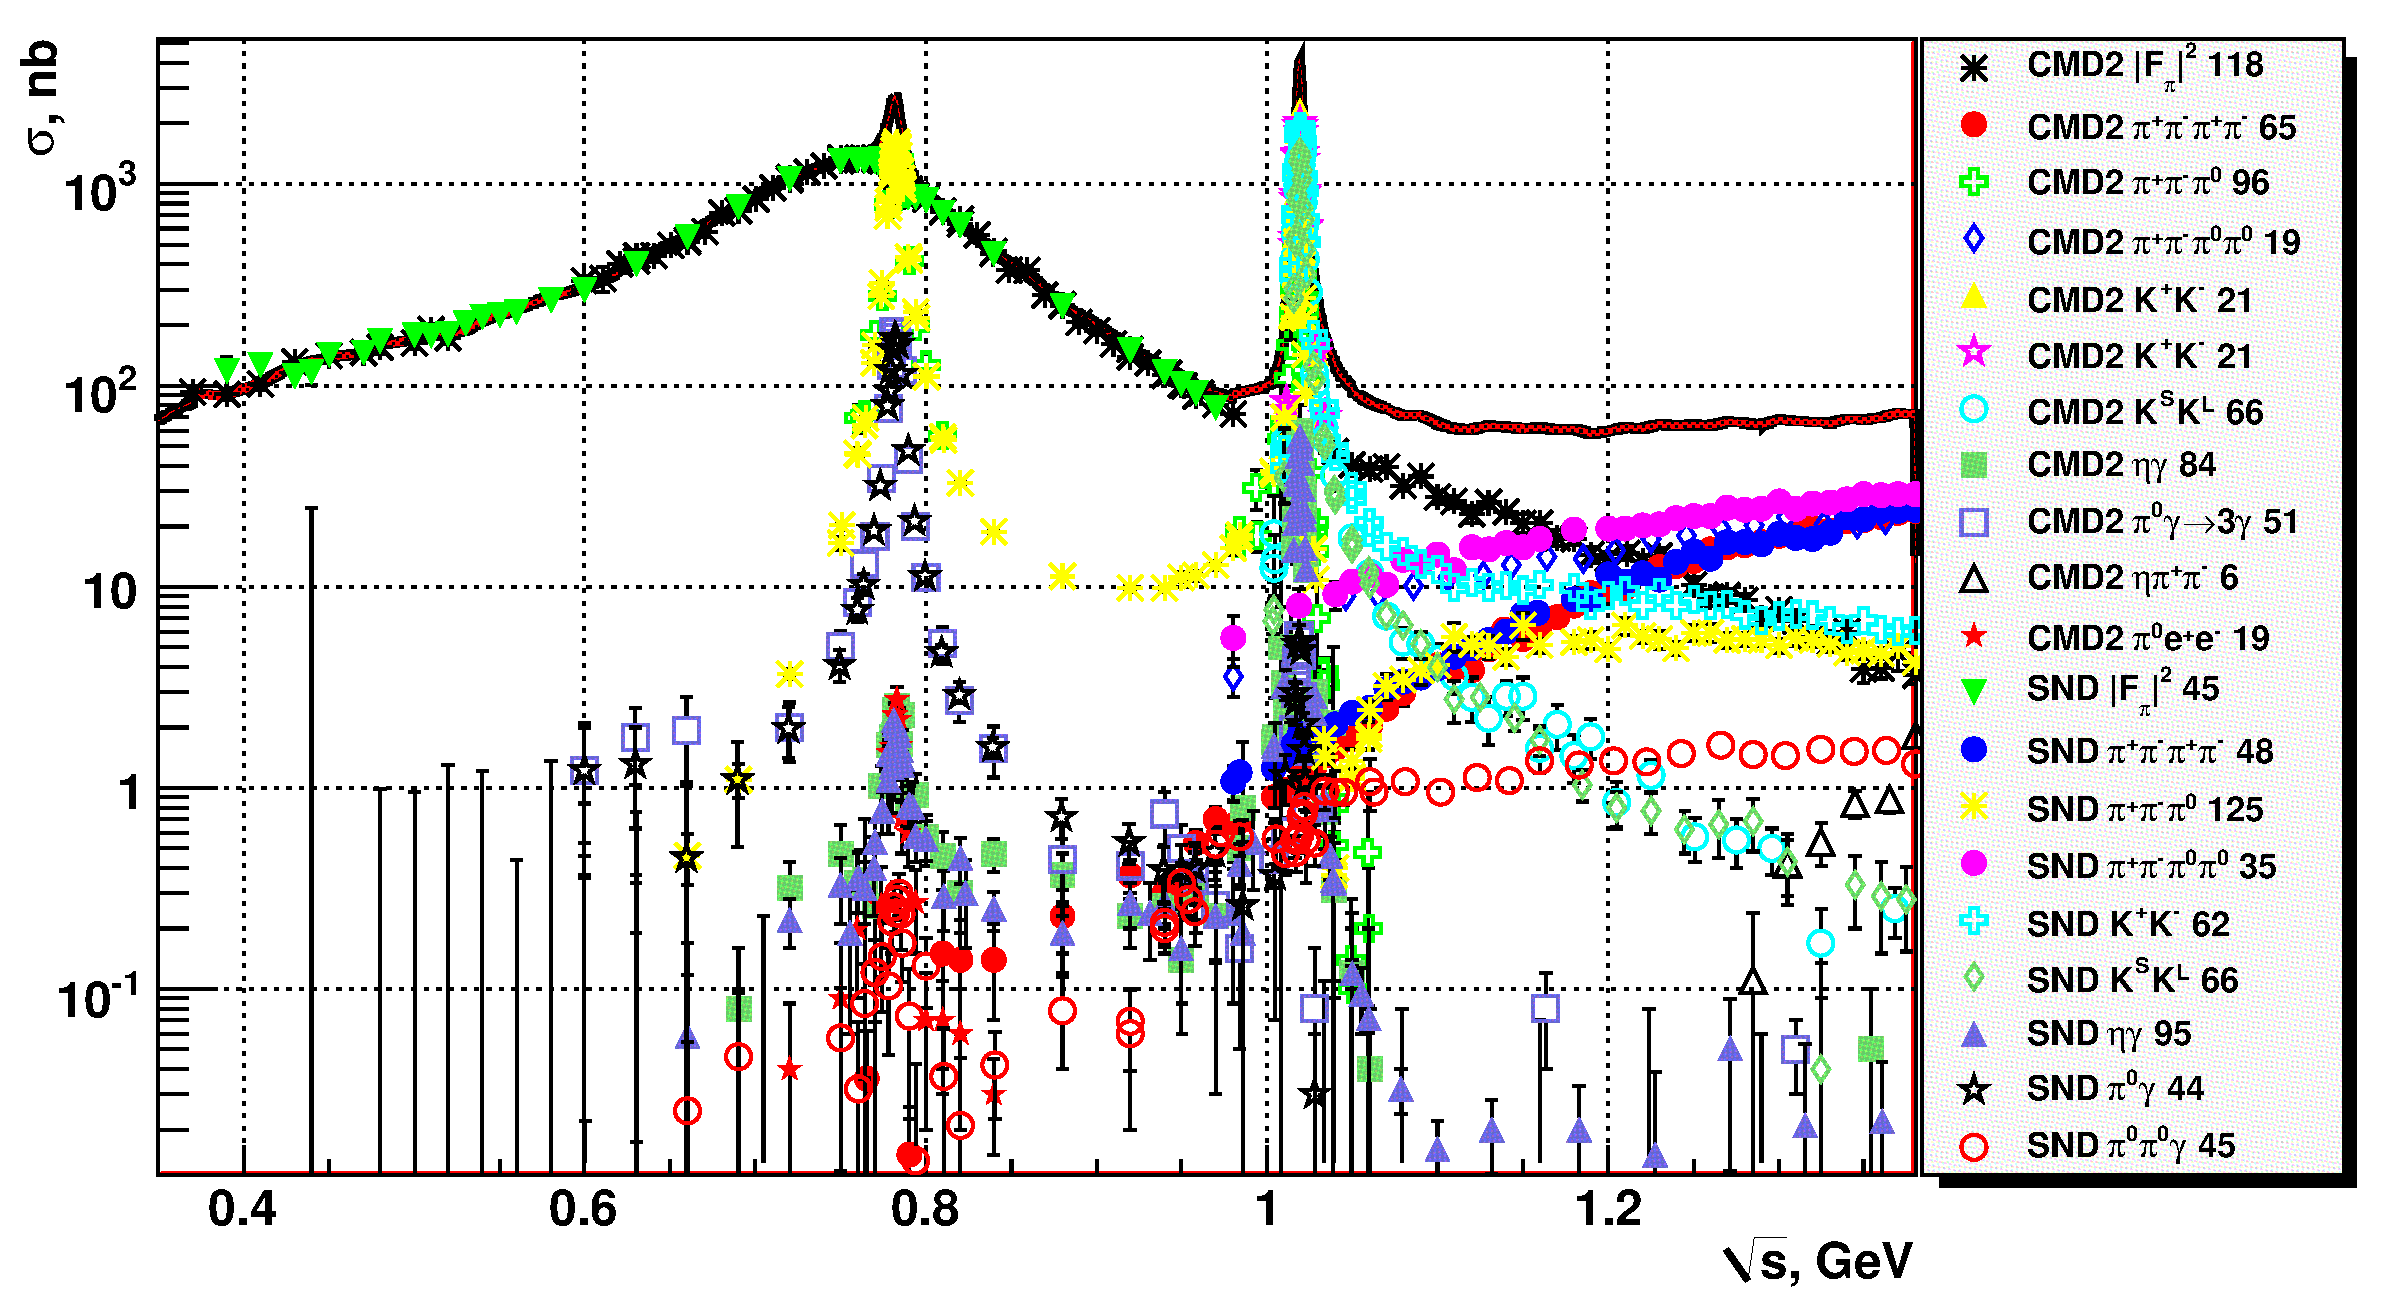 σ, nb
10³
10²
10
1
10⁻¹
0.4 0.6 0.8 1 1.2
√s, GeV
CMD2 |Fπ|² 118
CMD2 π⁺π⁻π⁺π⁻ 65
CMD2 π⁺π⁻π⁰ 96
CMD2 π⁺π⁻π⁰π⁰ 19
CMD2 K⁺K⁻ 21
CMD2 K⁺K⁻ 21
CMD2 KˢKᴸ 66
CMD2 ηγ 84
CMD2 π⁰γ→3γ 51
CMD2 ηπ⁺π⁻ 6
CMD2 π⁰e⁺e⁻ 19
SND |Fπ|² 45
SND π⁺π⁻π⁺π⁻ 48
SND π⁺π⁻π⁰ 125
SND π⁺π⁻π⁰π⁰ 35
SND K⁺K⁻ 62
SND KˢKᴸ 66
SND ηγ 95
SND π⁰γ 44
SND π⁰π⁰γ 45